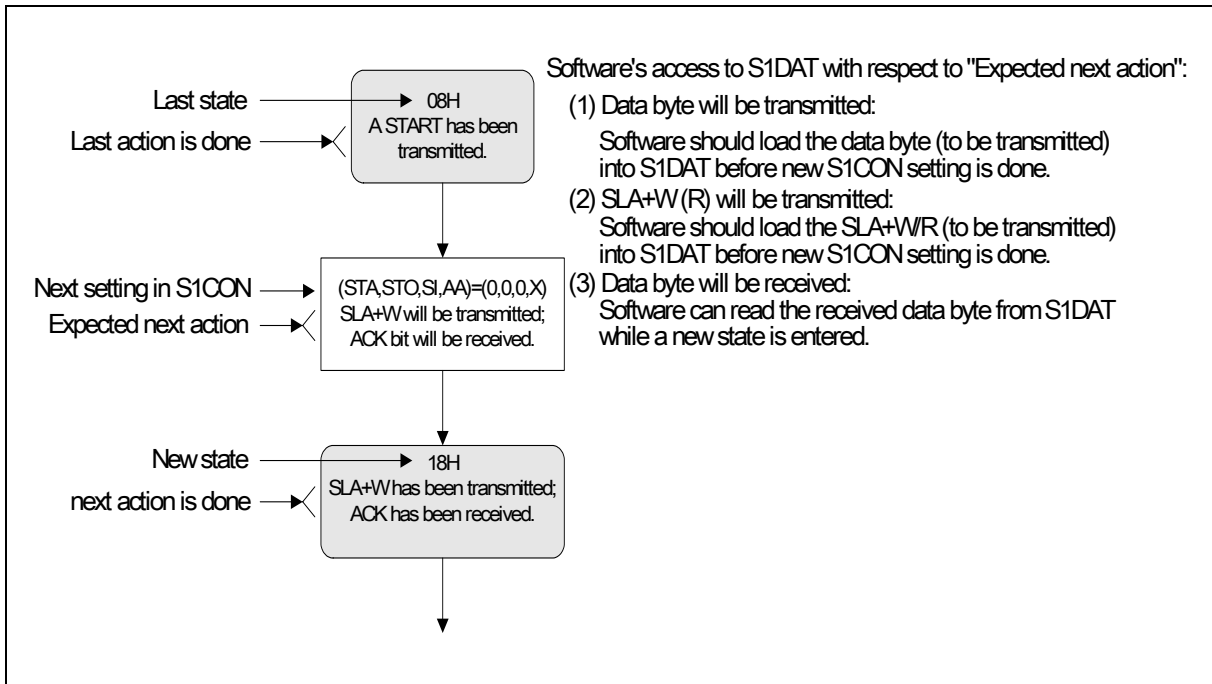 Last state
Last action is done
08H
A START has been
transmitted.
Next setting in S1CON
Expected next action
(STA,STO,SI,AA)=(0,0,0,X)
SLA+W will be transmitted;
ACK bit will be received.
New state
next action is done
18H
SLA+W has been transmitted;
ACK has been received.
Software's access to S1DAT with respect to "Expected next action":
(1) Data byte will be transmitted:
Software should load the data byte (to be transmitted)
into S1DAT before new S1CON setting is done.
(2) SLA+W (R) will be transmitted:
Software should load the SLA+W/R (to be transmitted)
into S1DAT before new S1CON setting is done.
(3) Data byte will be received:
Software can read the received data byte from S1DAT
while a new state is entered.